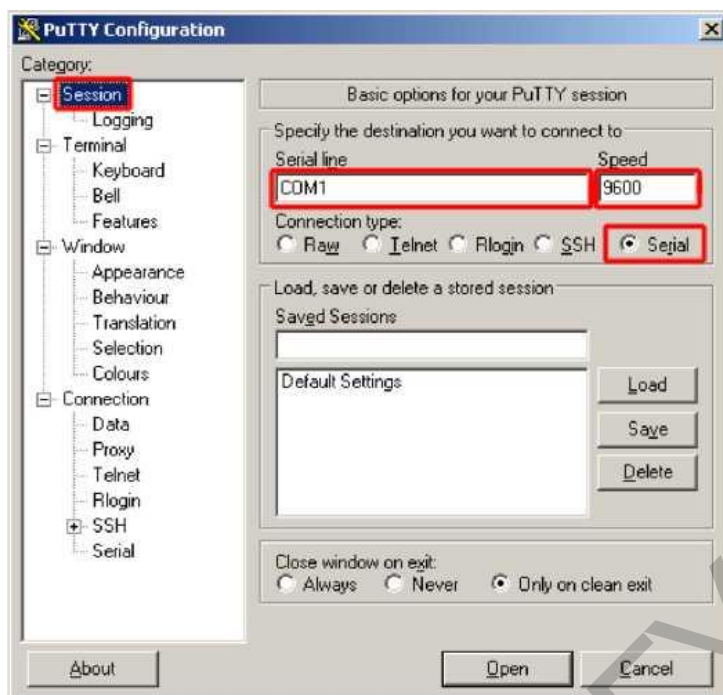 PuTTY Configuration
Category:
Session
Logging
Terminal
Keyboard
Bell
Features
Window
Appearance
Behaviour
Translation
Selection
Colours
Connection
Data
Proxy
Telnet
Rlogin
SSH
Serial
Basic options for your PuTTY session
Specify the destination you want to connect to
Serial line Speed
COM1 9600
Connection type:
Raw Telnet Rlogin SSH Serial
Load, save or delete a stored session
Saved Sessions
Default Settings
Load
Save
Delete
Close window on exit:
Always Never Only on clean exit
About Open Cancel